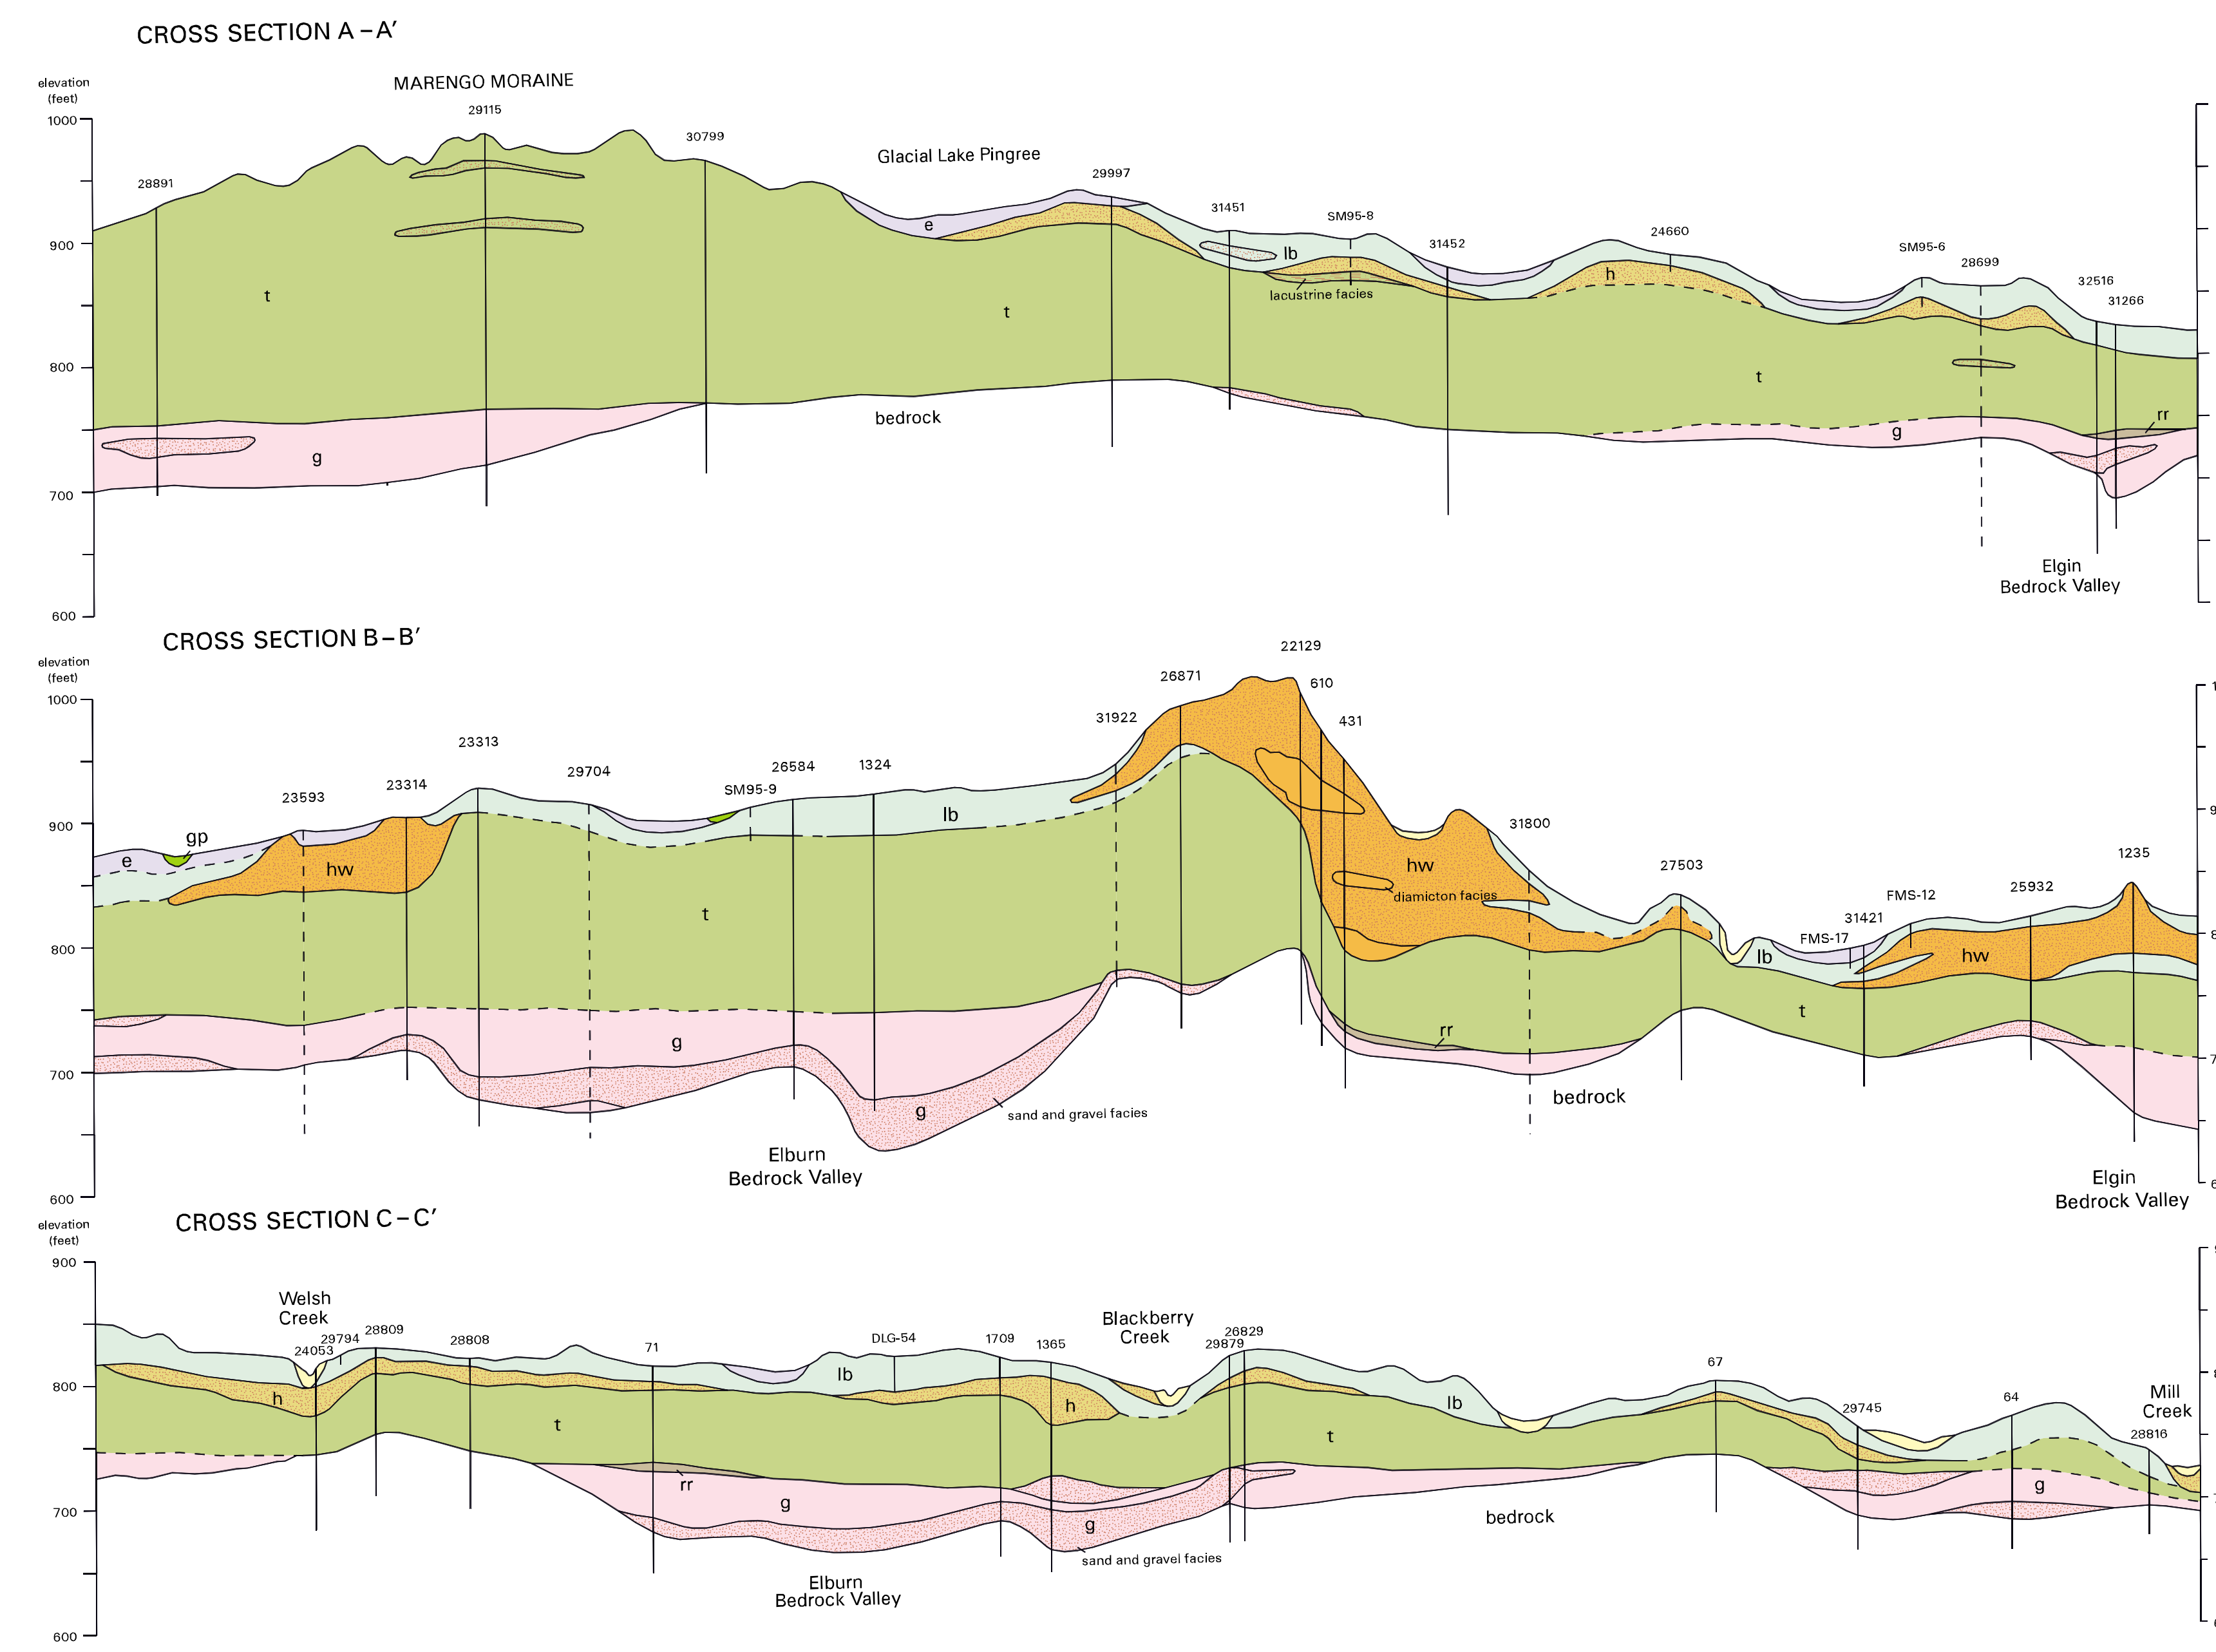 CROSS SECTION A – A′
elevation
(feet)
MARENGO MORAINE
29115
1000
30799
Glacial Lake Pingree
29997
28891
31451
SM95-8
24660
31452
SM95-6
28699
32516
31266
900
e
lb
h
lacustrine facies
t
t
t
800
bedrock
rr
g
g
700
Elgin
Bedrock Valley
600
CROSS SECTION B – B′
22129
elevation
(feet)
26871
610
1000
31922
431
23313
29704
26584
1324
23593
23314
SM95-9
900
gp
lb
31800
e
hw
hw
27503
1235
diamicton facies
FMS-12
25932
t
31421
FMS-17
800
lb
hw
t
g
rr
700
g
sand and gravel facies
bedrock
Elburn
Bedrock Valley
Elgin
Bedrock Valley
600
CROSS SECTION C – C′
elevation
(feet)
900
Welsh
Creek
Blackberry
Creek
29794
28809
28808
24053
71
DLG-54
1709
1365
29879
26829
67
lb
800
h
h
lb
64
Mill
Creek
29745
28816
t
t
rr
g
g
700
g
bedrock
sand and gravel facies
Elburn
Bedrock Valley
600